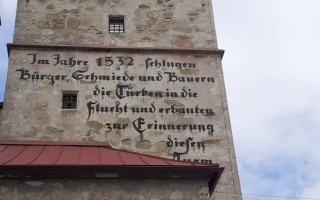 Im Jahre 1532 schlugen
Bürger, Schmiede und Bauern
die Türken in die
Flucht und erbauten
zur Erinnerung
diesen
Turm